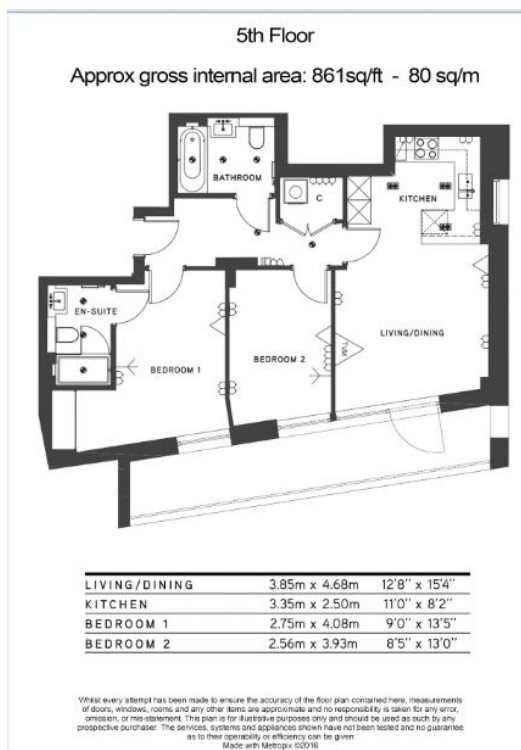 5th Floor
Approx gross internal area: 861sq/ft - 80 sq/m
BATHROOM
C
KITCHEN
EN-SUITE
BEDROOM 1
BEDROOM 2
TV/M
LIVING/DINING
LIVING/DINING 3.85m x 4.68m 12'8" x 15'4"
KITCHEN 3.35m x 2.50m 11'0" x 8'2"
BEDROOM 1 2.75m x 4.08m 9'0" x 13'5"
BEDROOM 2 2.56m x 3.93m 8'5" x 13'0"
Whilst every attempt has been made to ensure the accuracy of the floor plan contained here, measurements
of doors, windows, rooms and any other items are approximate and no responsibility is taken for any error,
omission, or mis-statement. This plan is for illustrative purposes only and should be used as such by any
prospective purchaser. The services, systems and appliances shown have not been tested and no guarantee
as to their operability or efficiency can be given
Made with Metropix ©2016